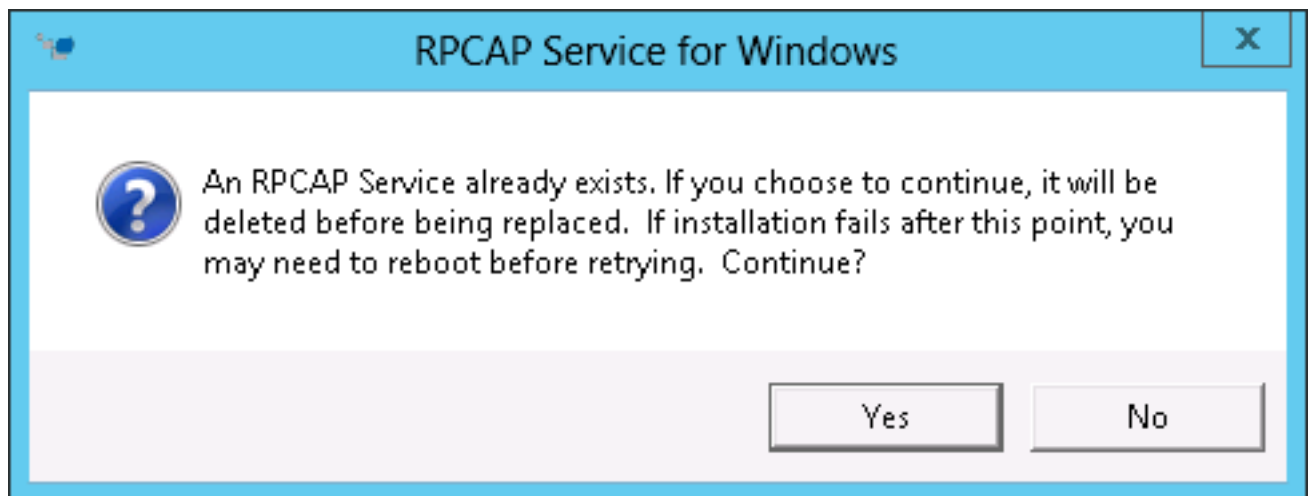 RPCAP Service for Windows
x
An RPCAP Service already exists. If you choose to continue, it will be
deleted before being replaced.  If installation fails after this point, you
may need to reboot before retrying.  Continue?
Yes
No